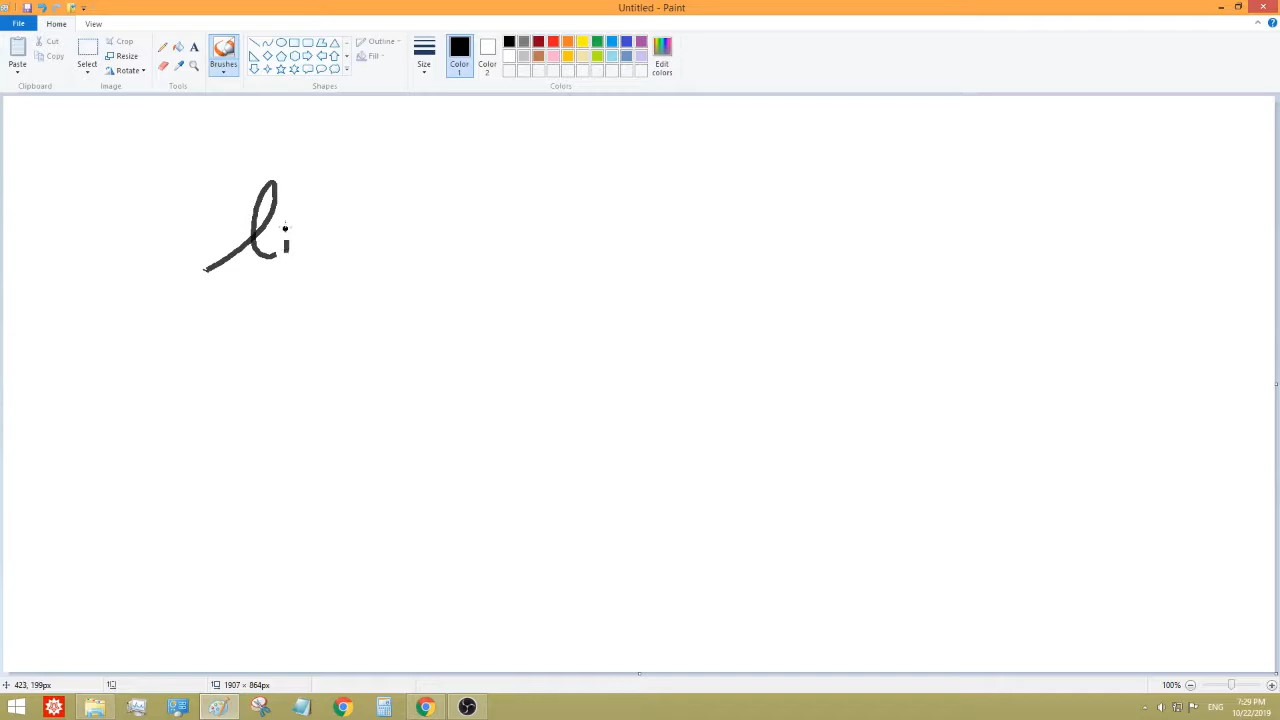 Untitled - Paint
File Home View
Paste Cut Copy Select Crop Resize Rotate Brushes Outline Fill Size Color 1 Color 2 Edit colors
Clipboard Image Tools Shapes Colors
li
423, 199px 1907 × 864px 100%
ENG 7:29 PM
10/22/2019